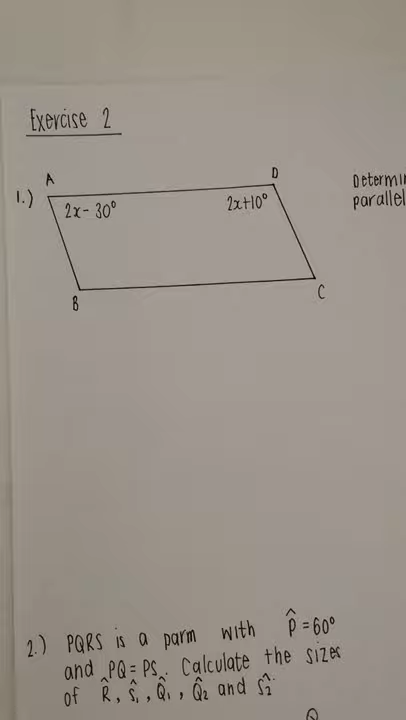 Exercise 2
1.)
A
D
2x - 30°
2x+10°
B
C
parallel
2.) PQRS is a parm with P̂ = 60°
and PQ = PS. Calculate the sizes
of R̂, Ŝ₁, Q̂₁, Q̂₂ and Ŝ₂.
Q